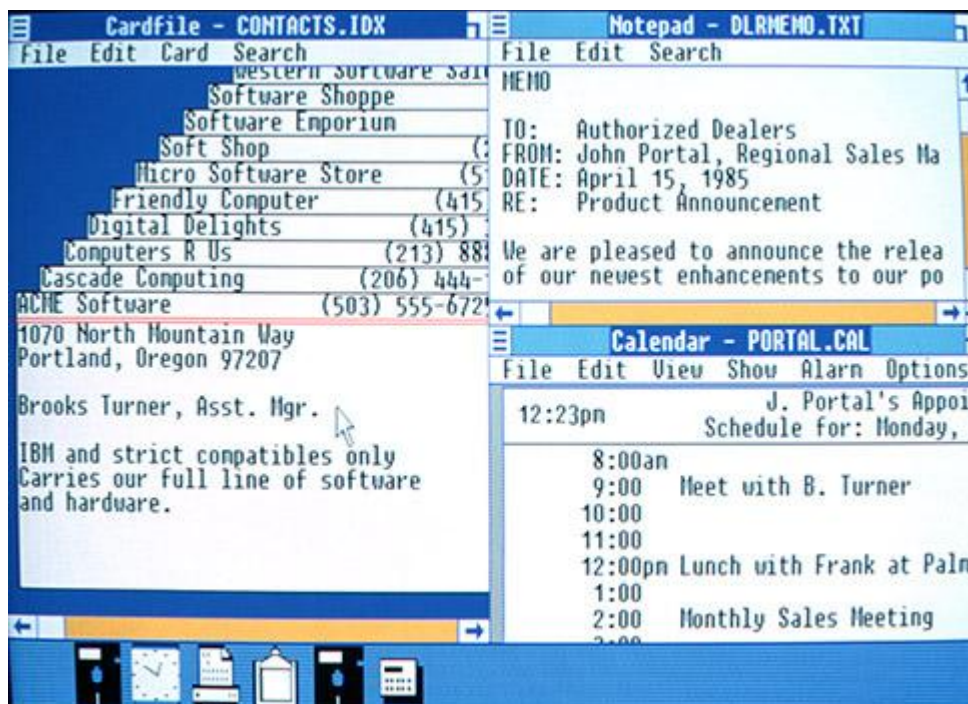 Cardfile - CONTACTS.IDX
File Edit Card Search
Western Software Sal
Software Shoppe
Software Emporium
Soft Shop (2
Micro Software Store (5
Friendly Computer (415
Digital Delights (415)
Computers R Us (213) 88
Cascade Computing (206) 444-
ACME Software (503) 555-672
1070 North Mountain Way
Portland, Oregon 97207
Brooks Turner, Asst. Mgr.
IBM and strict compatibles only
Carries our full line of software
and hardware.
Notepad - DLRMEMO.TXT
File Edit Search
MEMO
TO: Authorized Dealers
FROM: John Portal, Regional Sales Ma
DATE: April 15, 1985
RE: Product Announcement
We are pleased to announce the relea
of our newest enhancements to our po
Calendar - PORTAL.CAL
File Edit View Show Alarm Options
12:23pm
J. Portal's Appoi
Schedule for: Monday,
8:00am
9:00 Meet with B. Turner
10:00
11:00
12:00pm Lunch with Frank at Palm
1:00
2:00 Monthly Sales Meeting